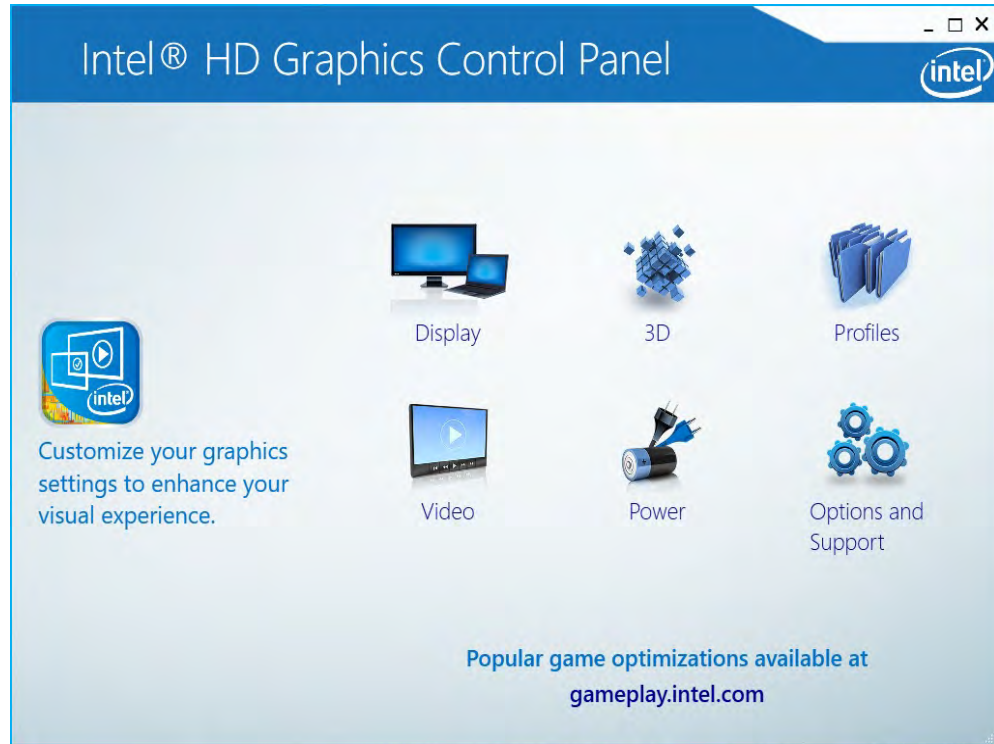 Intel® HD Graphics Control Panel
intel
Display
3D
Profiles
intel
Customize your graphics
settings to enhance your
visual experience.
Video
Power
Options and
Support
Popular game optimizations available at
gameplay.intel.com